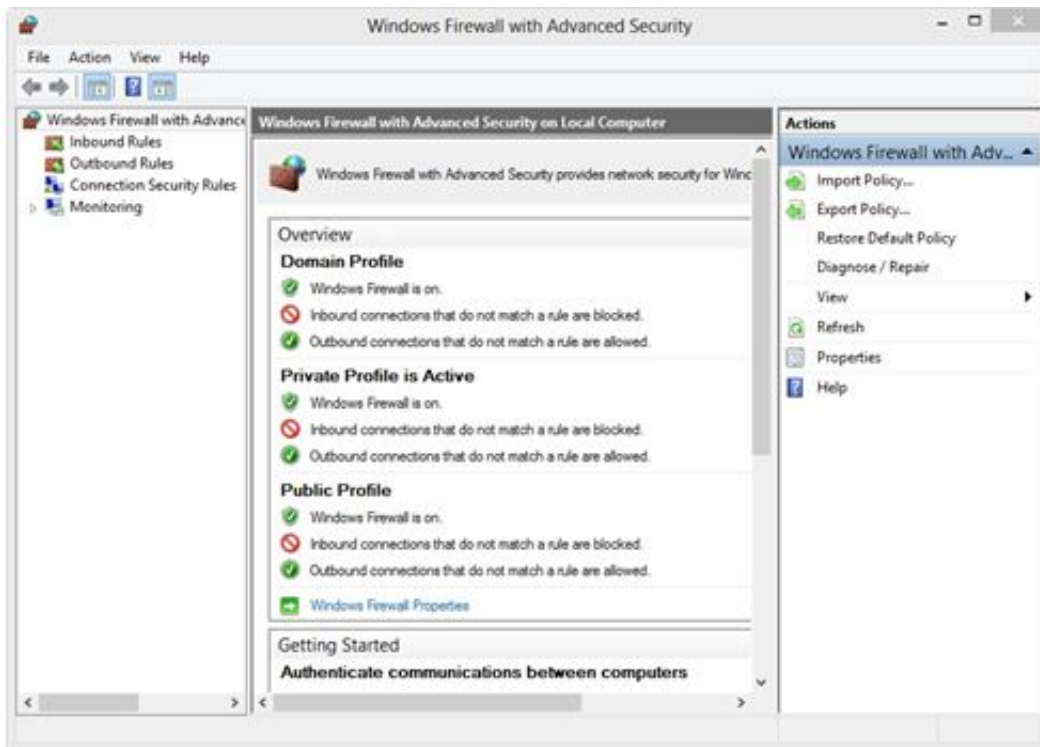 Windows Firewall with Advanced Security
File Action View Help
Windows Firewall with Advance
Inbound Rules
Outbound Rules
Connection Security Rules
Monitoring
Windows Firewall with Advanced Security on Local Computer
Windows Firewall with Advanced Security provides network security for Winc
Overview
Domain Profile
Windows Firewall is on.
Inbound connections that do not match a rule are blocked.
Outbound connections that do not match a rule are allowed.
Private Profile is Active
Windows Firewall is on.
Inbound connections that do not match a rule are blocked.
Outbound connections that do not match a rule are allowed.
Public Profile
Windows Firewall is on.
Inbound connections that do not match a rule are blocked.
Outbound connections that do not match a rule are allowed.
Windows Firewall Properties
Getting Started
Authenticate communications between computers
Actions
Windows Firewall with Adv...
Import Policy...
Export Policy...
Restore Default Policy
Diagnose / Repair
View
Refresh
Properties
Help